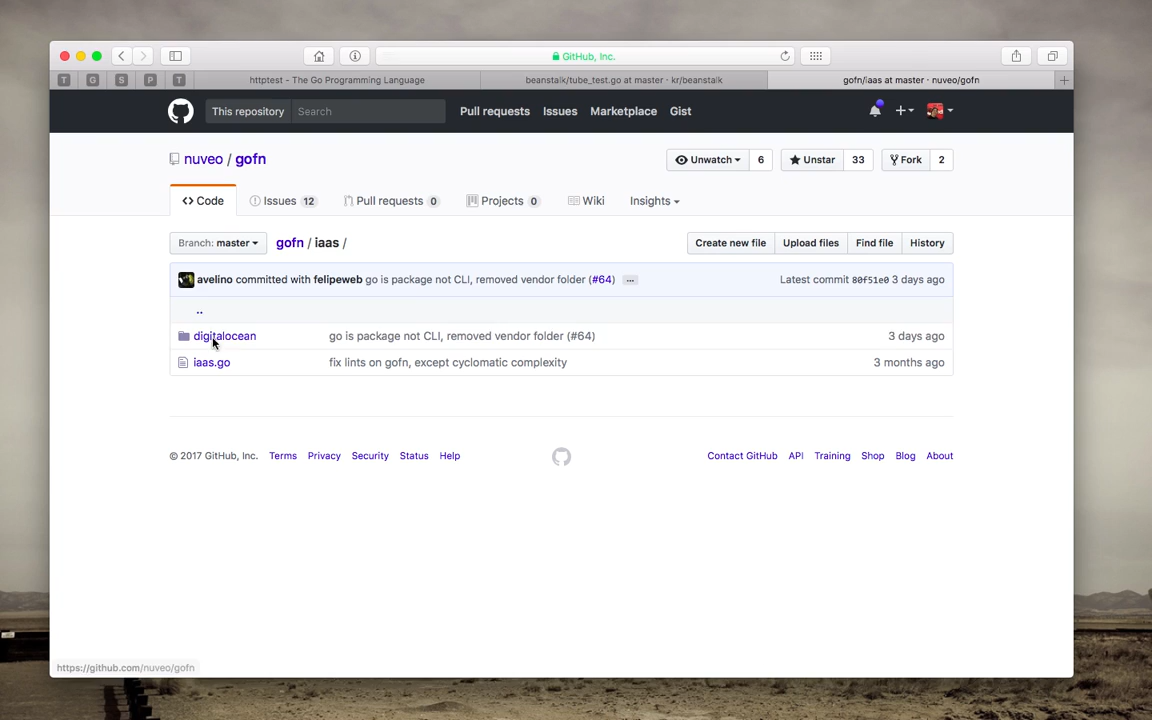 GitHub, Inc.
T G S P T httptest - The Go Programming Language beanstalk/tube_test.go at master · kr/beanstalk gofn/iaas at master · nuveo/gofn
This repository Search Pull requests Issues Marketplace Gist
nuveo / gofn Unwatch 6 Unstar 33 Fork 2
<> Code Issues 12 Pull requests 0 Projects 0 Wiki Insights
Branch: master gofn / iaas / Create new file Upload files Find file History
avelino committed with felipeweb go is package not CLI, removed vendor folder (#64) … Latest commit 80f51e0 3 days ago
..
digitalocean go is package not CLI, removed vendor folder (#64) 3 days ago
iaas.go fix lints on gofn, except cyclomatic complexity 3 months ago
© 2017 GitHub, Inc. Terms Privacy Security Status Help Contact GitHub API Training Shop Blog About
https://github.com/nuveo/gofn